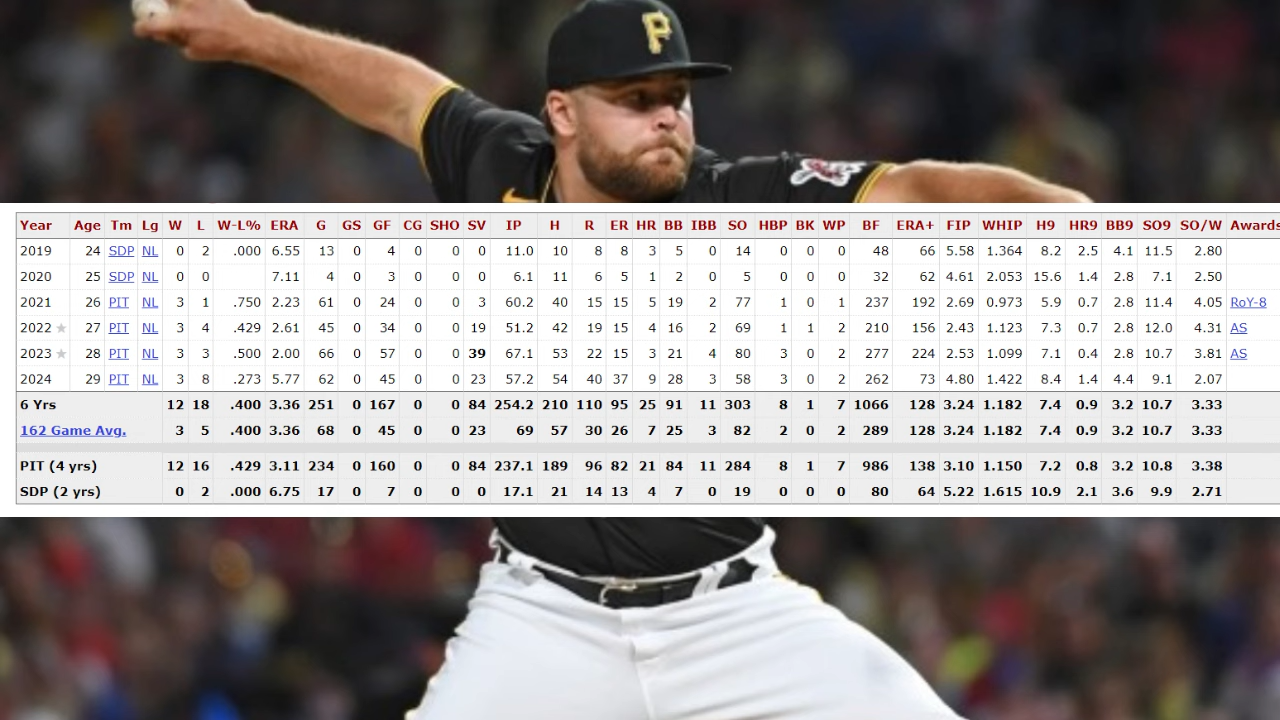 P
Year Age Tm Lg W L W-L% ERA G GS GF CG SHO SV IP H R ER HR BB IBB SO HBP BK WP BF ERA+ FIP WHIP H9 HR9 BB9 SO9 SO/W Awards
2019 24 SDP NL 0 2 .000 6.55 13 0 4 0 0 0 11.0 10 8 8 3 5 0 14 0 0 0 48 66 5.58 1.364 8.2 2.5 4.1 11.5 2.80
2020 25 SDP NL 0 0 7.11 4 0 3 0 0 0 6.1 11 6 5 1 2 0 5 0 0 0 32 62 4.61 2.053 15.6 1.4 2.8 7.1 2.50
2021 26 PIT NL 3 1 .750 2.23 61 0 24 0 0 3 60.2 40 15 15 5 19 2 77 1 0 1 237 192 2.69 0.973 5.9 0.7 2.8 11.4 4.05 RoY-8
2022 ★ 27 PIT NL 3 4 .429 2.61 45 0 34 0 0 19 51.2 42 19 15 4 16 2 69 1 1 2 210 156 2.43 1.123 7.3 0.7 2.8 12.0 4.31 AS
2023 ★ 28 PIT NL 3 3 .500 2.00 66 0 57 0 0 39 67.1 53 22 15 3 21 4 80 3 0 2 277 224 2.53 1.099 7.1 0.4 2.8 10.7 3.81 AS
2024 29 PIT NL 3 8 .273 5.77 62 0 45 0 0 23 57.2 54 40 37 9 28 3 58 3 0 2 262 73 4.80 1.422 8.4 1.4 4.4 9.1 2.07
6 Yrs 12 18 .400 3.36 251 0 167 0 0 84 254.2 210 110 95 25 91 11 303 8 1 7 1066 128 3.24 1.182 7.4 0.9 3.2 10.7 3.33
162 Game Avg. 3 5 .400 3.36 68 0 45 0 0 23 69 57 30 26 7 25 3 82 2 0 2 289 128 3.24 1.182 7.4 0.9 3.2 10.7 3.33
PIT (4 yrs) 12 16 .429 3.11 234 0 160 0 0 84 237.1 189 96 82 21 84 11 284 8 1 7 986 138 3.10 1.150 7.2 0.8 3.2 10.8 3.38
SDP (2 yrs) 0 2 .000 6.75 17 0 7 0 0 0 17.1 21 14 13 4 7 0 19 0 0 0 80 64 5.22 1.615 10.9 2.1 3.6 9.9 2.71